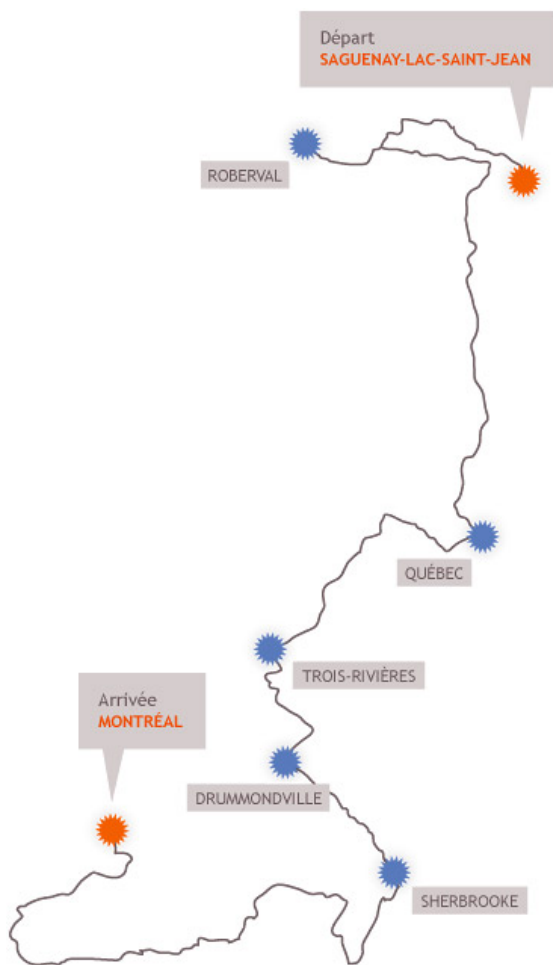 Départ
SAGUENAY-LAC-SAINT-JEAN
ROBERVAL
QUÉBEC
TROIS-RIVIÈRES
Arrivée
MONTRÉAL
DRUMMONDVILLE
SHERBROOKE